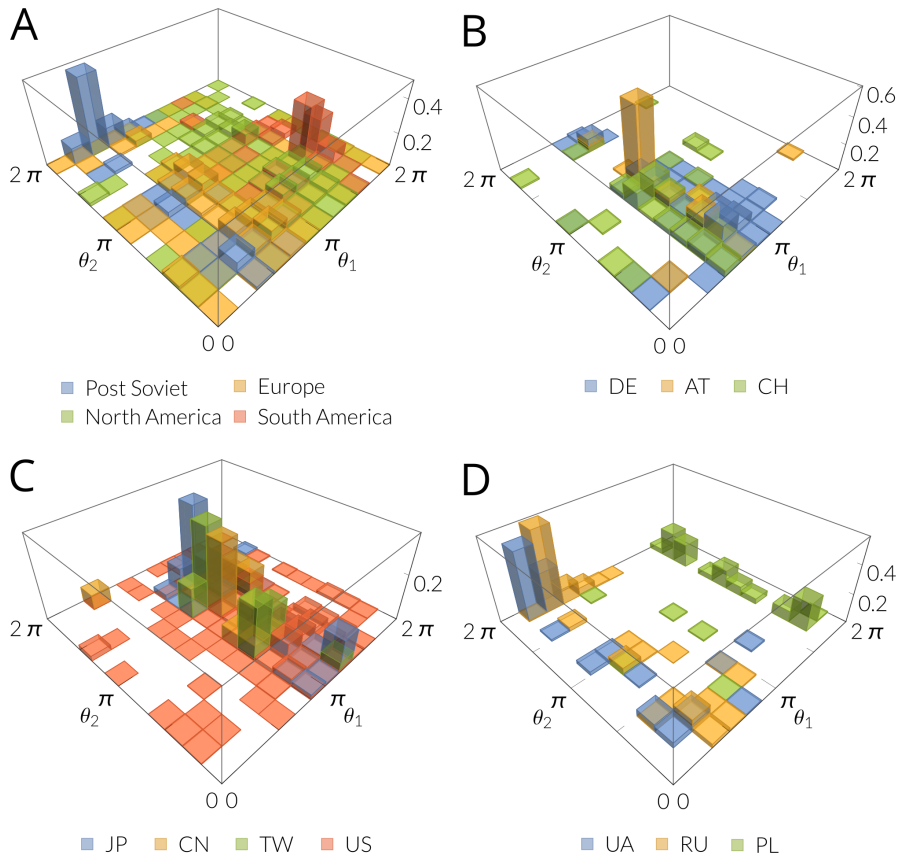 A
0.4
0.2
2 π
2 π
π
π
θ2
θ1
0 0
Post Soviet
Europe
North America
South America
B
0.6
0.4
0.2
2 π
2 π
π
π
θ2
θ1
0 0
DE AT CH
C
0.2
2 π
2 π
π
π
θ2
θ1
0 0
JP CN TW US
D
0.4
0.2
2 π
2 π
π
π
θ2
θ1
0 0
UA RU PL